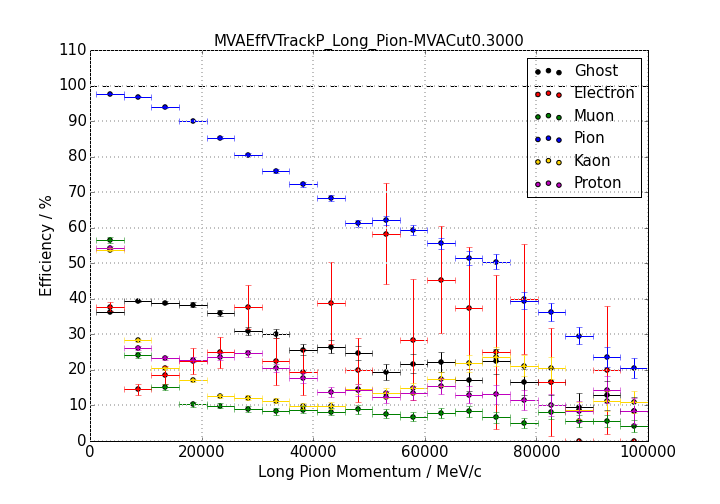 MVAEffVTrackP_Long_Pion-MVACut0.3000
110
100
90
80
70
60
50
40
30
20
10
0
Efficiency / %
Ghost
Electron
Muon
Pion
Kaon
Proton
0 20000 40000 60000 80000 100000
Long Pion Momentum / MeV/c